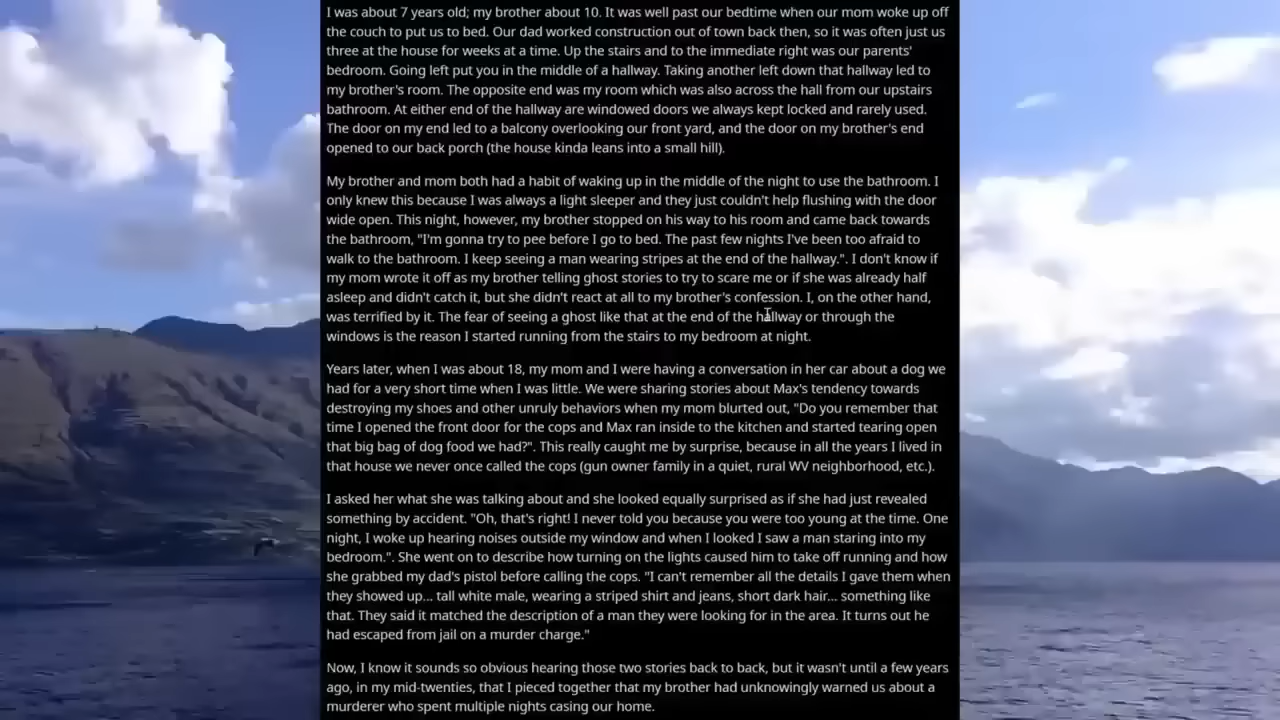 I was about 7 years old; my brother about 10. It was well past our bedtime when our mom woke up off
the couch to put us to bed. Our dad worked construction out of town back then, so it was often just us
three at the house for weeks at a time. Up the stairs and to the immediate right was our parents'
bedroom. Going left put you in the middle of a hallway. Taking another left down that hallway led to
my brother's room. The opposite end was my room which was also across the hall from our upstairs
bathroom. At either end of the hallway are windowed doors we always kept locked and rarely used.
The door on my end led to a balcony overlooking our front yard, and the door on my brother's end
opened to our back porch (the house kinda leans into a small hill).
My brother and mom both had a habit of waking up in the middle of the night to use the bathroom. I
only knew this because I was always a light sleeper and they just couldn't help flushing with the door
wide open. This night, however, my brother stopped on his way to his room and came back towards
the bathroom, "I'm gonna try to pee before I go to bed. The past few nights I've been too afraid to
walk to the bathroom. I keep seeing a man wearing stripes at the end of the hallway.". I don't know if
my mom wrote it off as my brother telling ghost stories to try to scare me or if she was already half
asleep and didn't catch it, but she didn't react at all to my brother's confession. I, on the other hand,
was terrified by it. The fear of seeing a ghost like that at the end of the hallway or through the
windows is the reason I started running from the stairs to my bedroom at night.
Years later, when I was about 18, my mom and I were having a conversation in her car about a dog we
had for a very short time when I was little. We were sharing stories about Max's tendency towards
destroying my shoes and other unruly behaviors when my mom blurted out, "Do you remember that
time I opened the front door for the cops and Max ran inside to the kitchen and started tearing open
that big bag of dog food we had?". This really caught me by surprise, because in all the years I lived in
that house we never once called the cops (gun owner family in a quiet, rural WV neighborhood, etc.).
I asked her what she was talking about and she looked equally surprised as if she had just revealed
something by accident. "Oh, that's right! I never told you because you were too young at the time. One
night, I woke up hearing noises outside my window and when I looked I saw a man staring into my
bedroom.". She went on to describe how turning on the lights caused him to take off running and how
she grabbed my dad's pistol before calling the cops. "I can't remember all the details I gave them when
they showed up... tall white male, wearing a striped shirt and jeans, short dark hair... something like
that. They said it matched the description of a man they were looking for in the area. It turns out he
had escaped from jail on a murder charge."
Now, I know it sounds so obvious hearing those two stories back to back, but it wasn't until a few years
ago, in my mid-twenties, that I pieced together that my brother had unknowingly warned us about a
murderer who spent multiple nights casing our home.